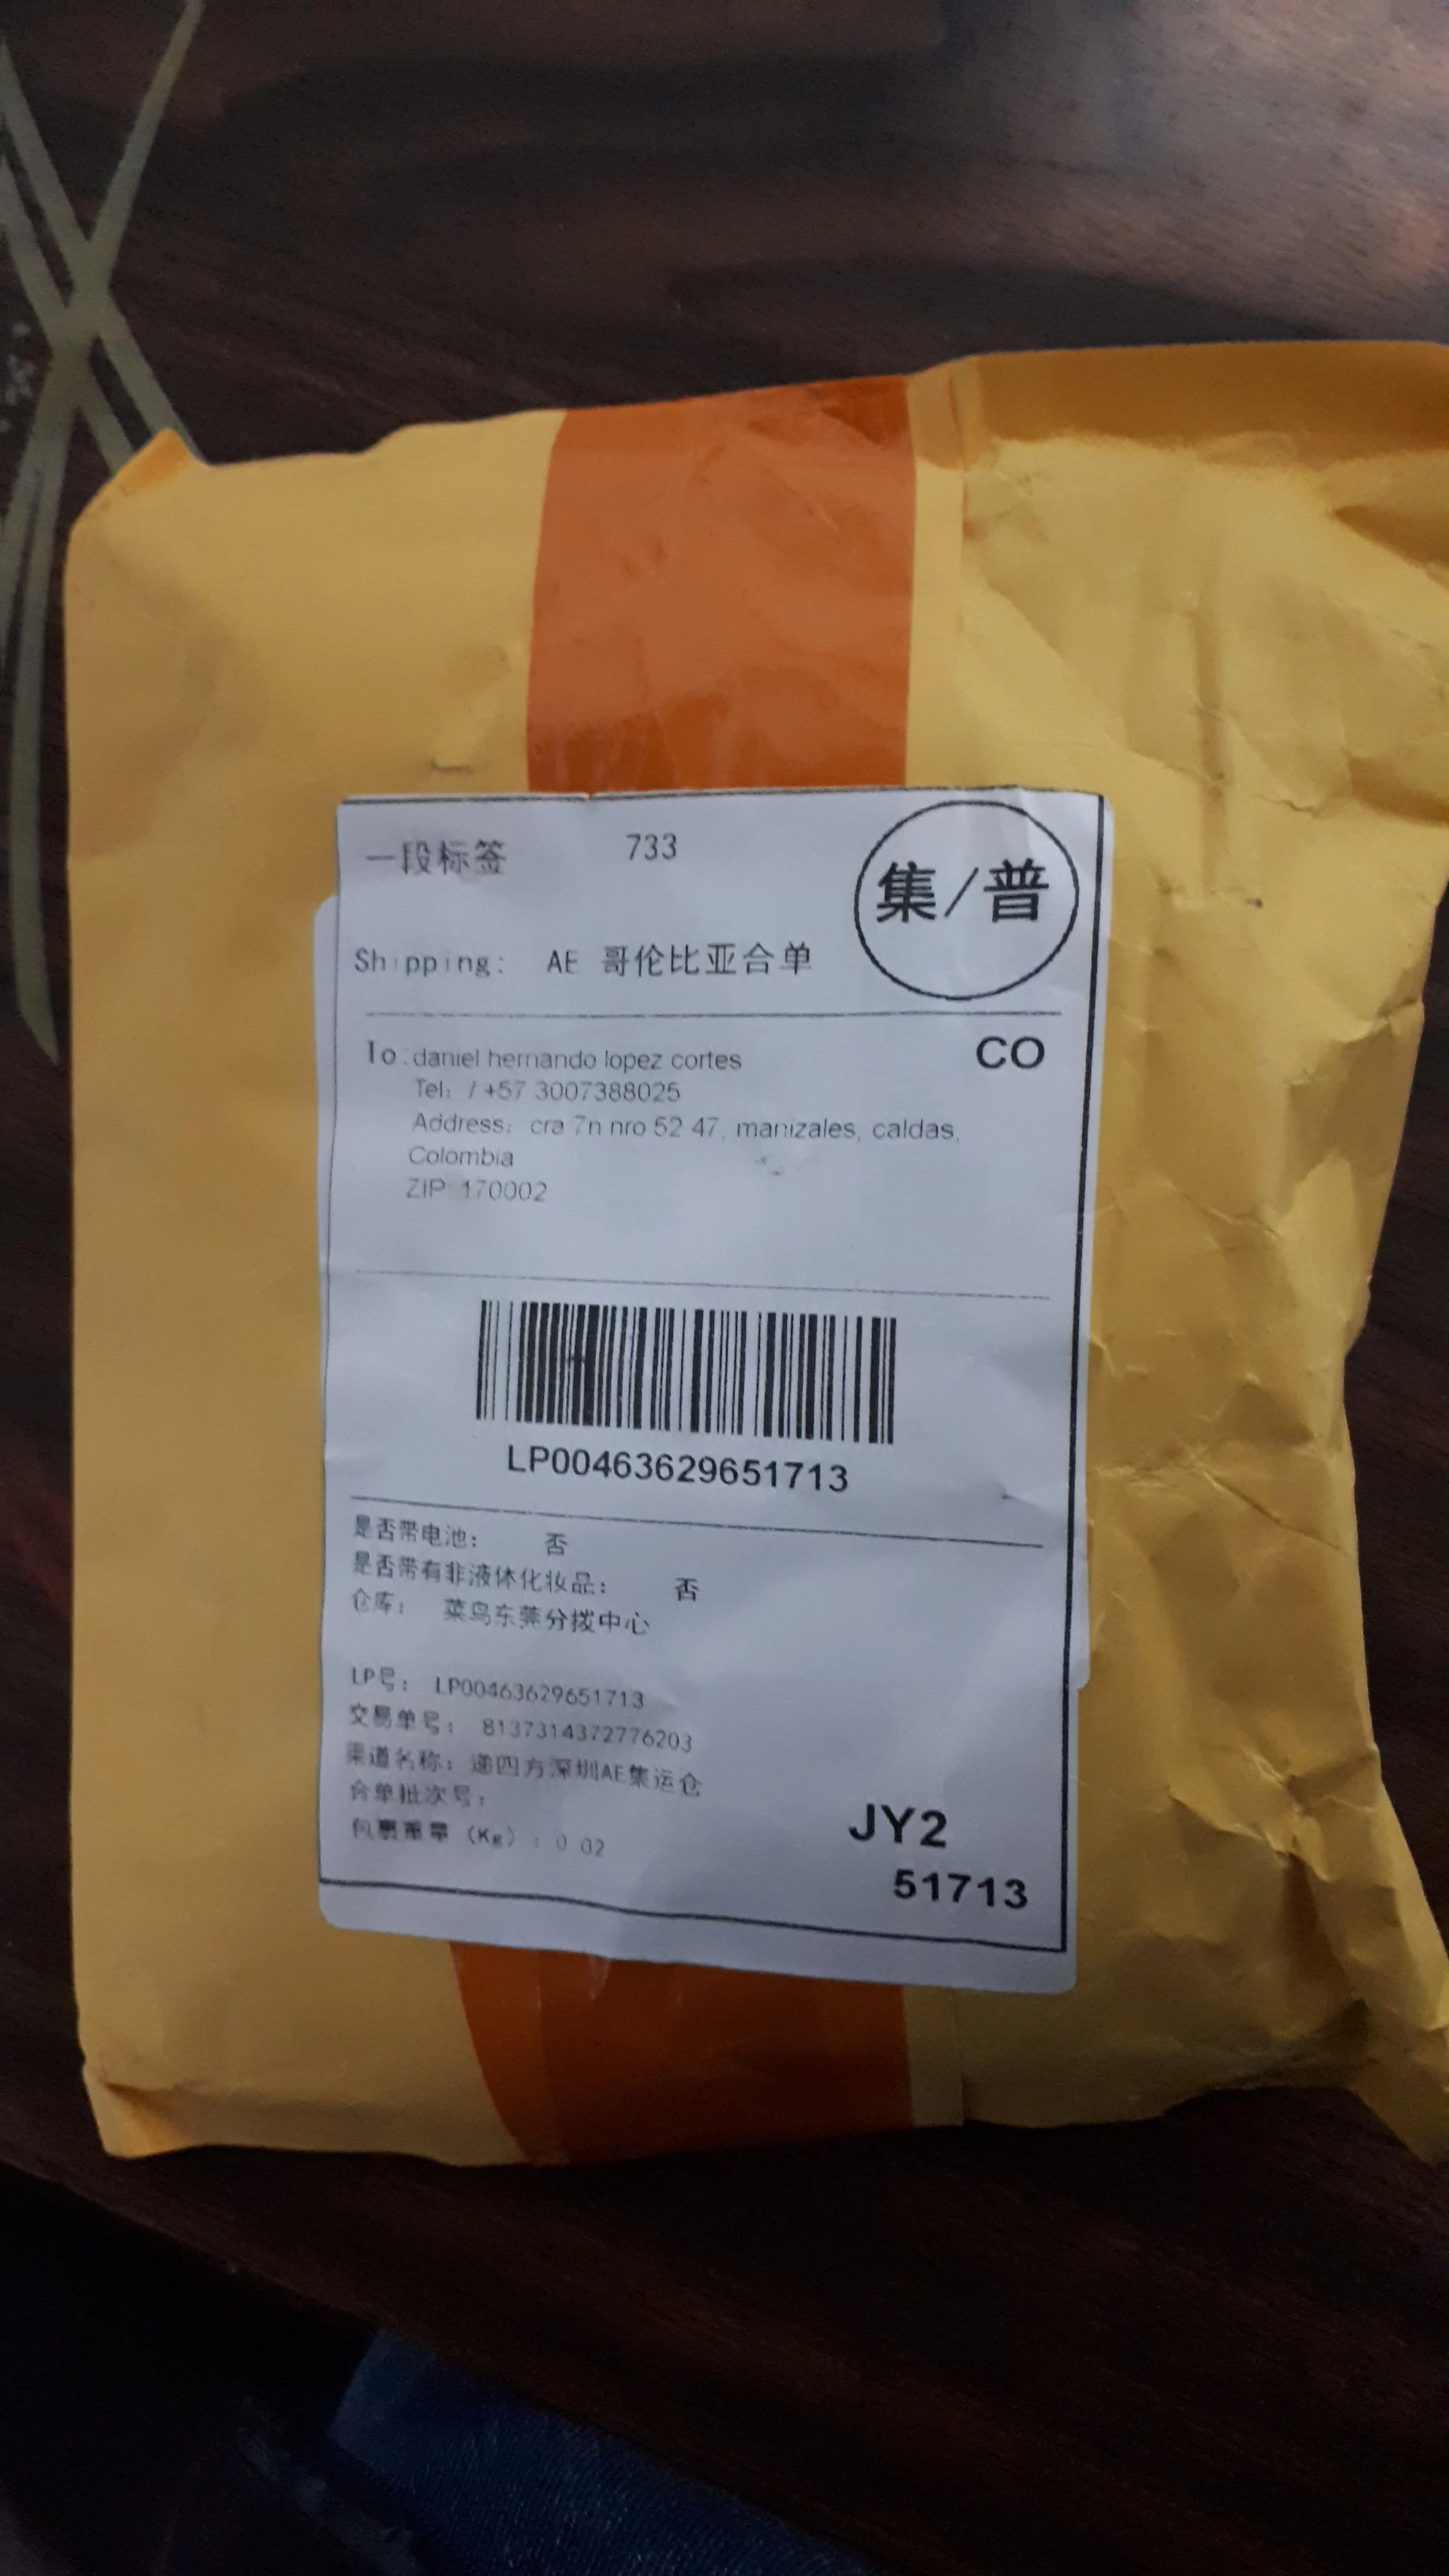 一段标签 733
集/普
Shipping: AE 哥伦比亚合单
CO
To: daniel hernando lopez cortes
Tel: / +57 3007388025
Address: cra 7n nro 52 47, manizales, caldas,
Colombia
ZIP: 170002
LP00463629651713
是否带电池: 否
是否带有非液体化妆品: 否
仓库: 菜鸟东莞分拨中心
LP号: LP00463629651713
交易单号: 8137314372776203
渠道名称: 递四方深圳AE集运仓
合单批次号:
包裹重量 (Kg) : 0.02
JY2
51713